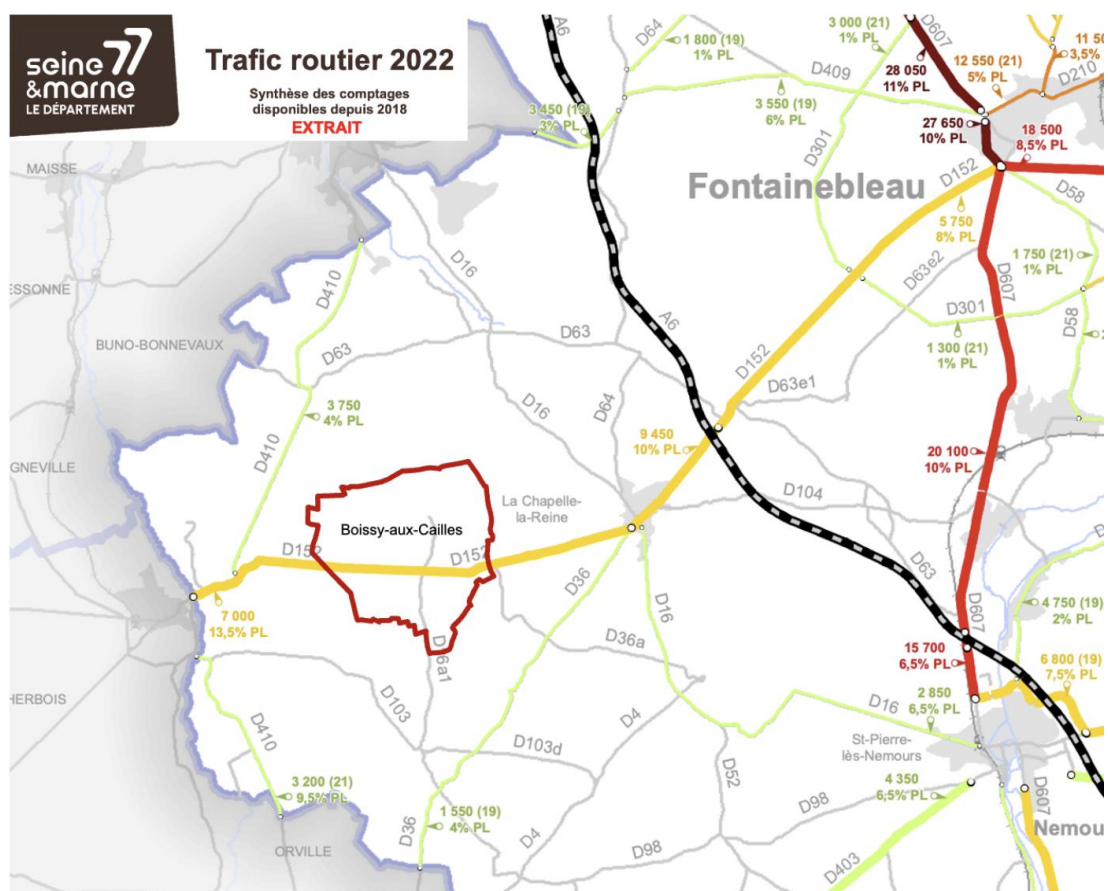 seine 77
&marne
LE DÉPARTEMENT
Trafic routier 2022
Synthèse des comptages
disponibles depuis 2018
EXTRAIT
A6
D64
1 800 (19)
1% PL
3 000 (21)
1% PL
D607
28 050
11% PL
12 550 (21)
5% PL
3,5% PL
D210
D409
3 450 (19)
3% PL
3 550 (19)
6% PL
27 650
10% PL
18 500
8,5% PL
MAISSE
D301
Fontainebleau
D152
D58
5 750
8% PL
D410
D16
D63e2
1 750 (21)
1% PL
D607
ESSONNE
BUNO-BONNEVAUX
D63
D63
A6
D301
D58
1 300 (21)
1% PL
D152
D63e1
D16
D64
3 750
4% PL
D410
9 450
10% PL
20 100
10% PL
GNEVILLE
Boissy-aux-Cailles
La Chapelle-
la-Reine
D104
D152
D152
D36
D63
7 000
13,5% PL
D16
D36a
D607
4 750 (19)
2% PL
15 700
6,5% PL
6 800 (19)
7,5% PL
HERBOIS
D36a1
D103
D4
2 850
6,5% PL
D16
D410
D103d
St-Pierre-
lès-Nemours
D52
3 200 (21)
9,5% PL
1 550 (19)
4% PL
4 350
6,5% PL
D98
D607
D36
D4
D98
ORVILLE
D403
Nemou